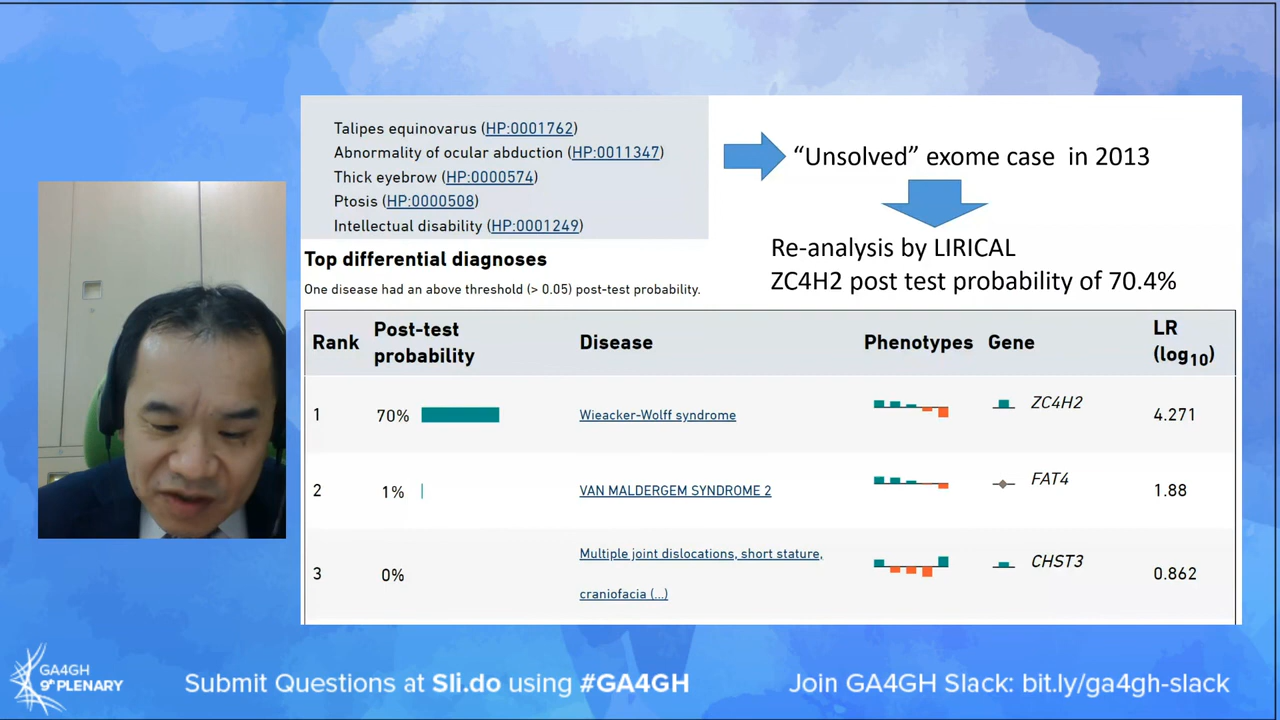 Talipes equinovarus (HP:0001762)
Abnormality of ocular abduction (HP:0011347)
Thick eyebrow (HP:0000574)
Ptosis (HP:0000508)
Intellectual disability (HP:0001249)
“Unsolved” exome case in 2013
Re-analysis by LIRICAL
ZC4H2 post test probability of 70.4%
Top differential diagnoses
One disease had an above threshold (> 0.05) post-test probability.
Rank Post-test probability Disease Phenotypes Gene LR (log10)
1 70% Wieacker-Wolff syndrome ZC4H2 4.271
2 1% VAN MALDERGEM SYNDROME 2 FAT4 1.88
3 0% Multiple joint dislocations, short stature, craniofacia (...) CHST3 0.862
GA4GH
9th PLENARY
Submit Questions at Sli.do using #GA4GH
Join GA4GH Slack: bit.ly/ga4gh-slack